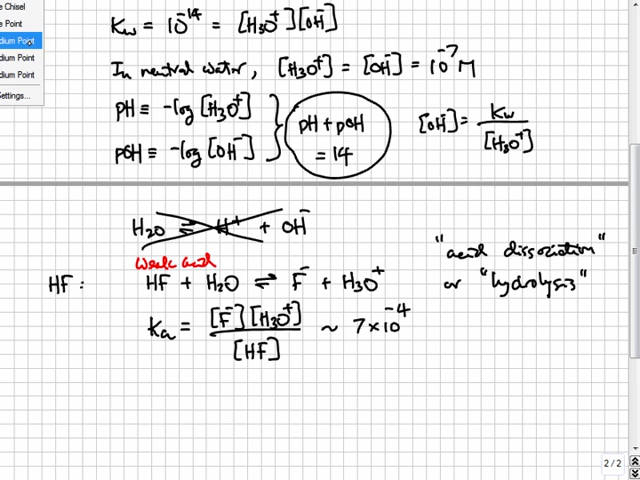 e Chisel
e Point
dium Point
dium Point
dium Point
Settings...
Kw = 10⁻¹⁴ = [H₃O⁺][OH⁻]
In neutral water, [H₃O⁺] = [OH⁻] = 10⁻⁷ M
pH ≡ -log [H₃O⁺]
pOH ≡ -log [OH⁻]
pH + pOH
= 14
[OH⁻] = Kw / [H₃O⁺]
H₂O ⇌ H⁺ + OH⁻
Weak acid
HF : HF + H₂O ⇌ F⁻ + H₃O⁺
"acid dissociation"
or "hydrolysis"
Ka = [F⁻][H₃O⁺] / [HF] ~ 7×10⁻⁴
2/2